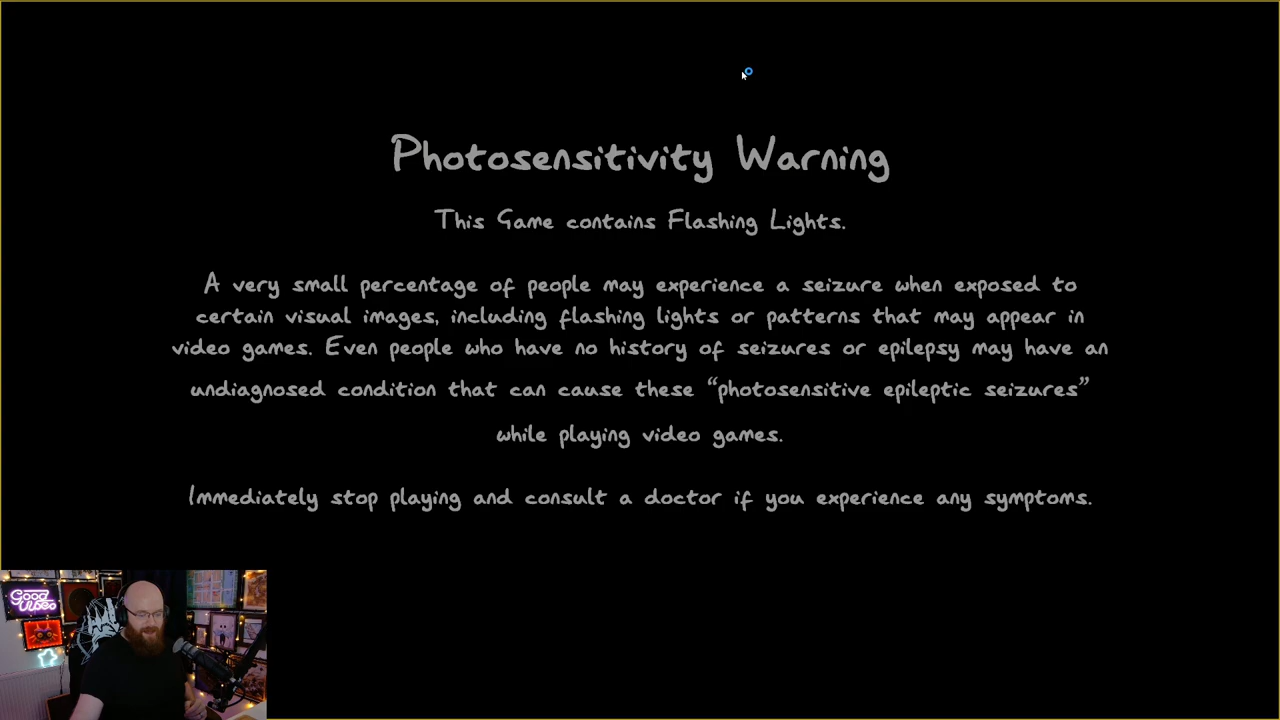 Photosensitivity Warning
This Game contains Flashing Lights.
A very small percentage of people may experience a seizure when exposed to
certain visual images, including flashing lights or patterns that may appear in
video games. Even people who have no history of seizures or epilepsy may have an
undiagnosed condition that can cause these “photosensitive epileptic seizures”
while playing video games.
Immediately stop playing and consult a doctor if you experience any symptoms.
Good
Video